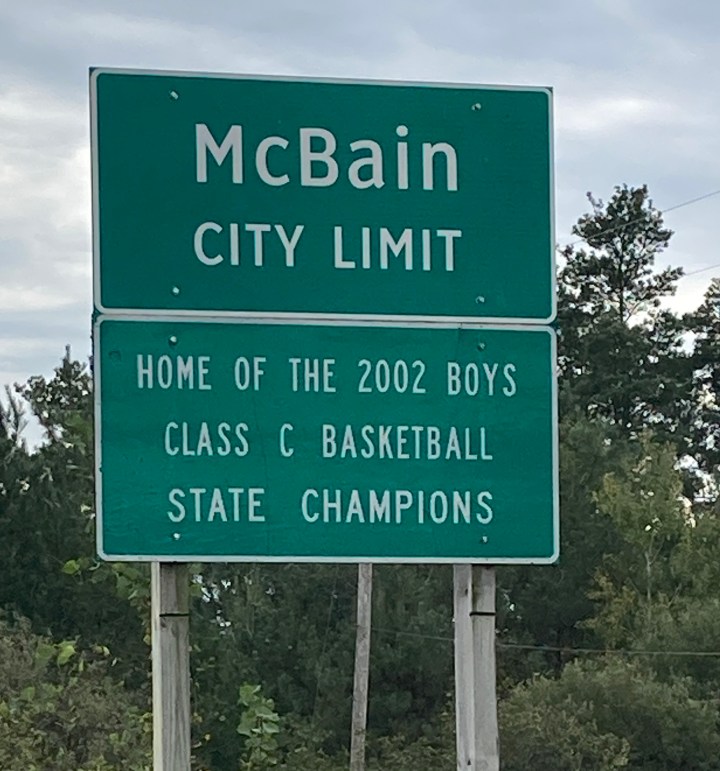 McBain
CITY LIMIT
HOME OF THE 2002 BOYS
CLASS C BASKETBALL
STATE CHAMPIONS